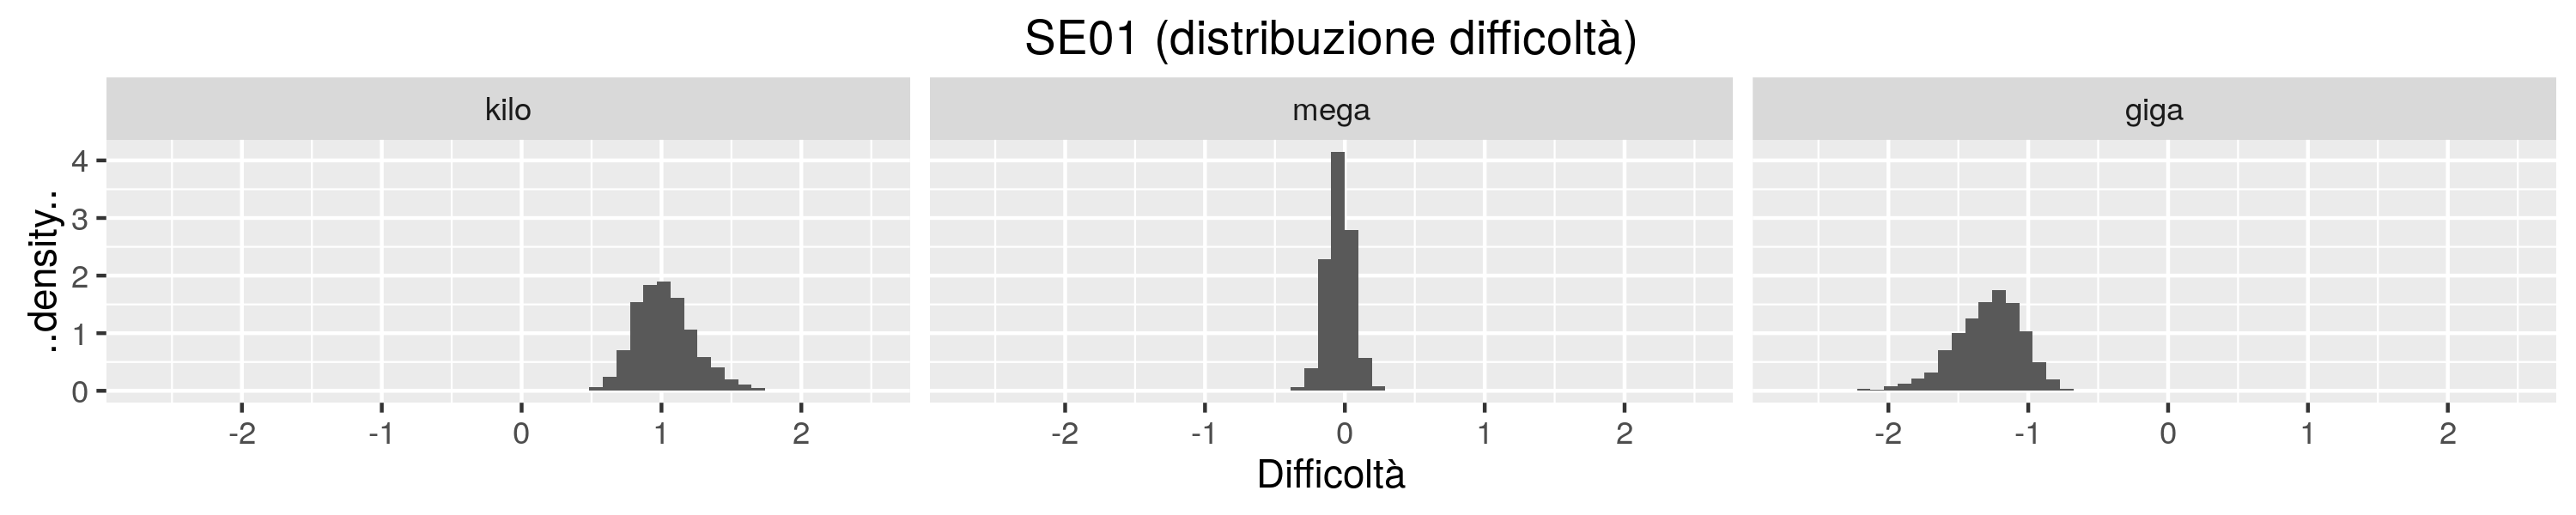 SE01 (distribuzione difficoltà)
kilo mega giga
4
3
2
1
0
..density..
-2 -1 0 1 2 -2 -1 0 1 2 -2 -1 0 1 2
Difficoltà